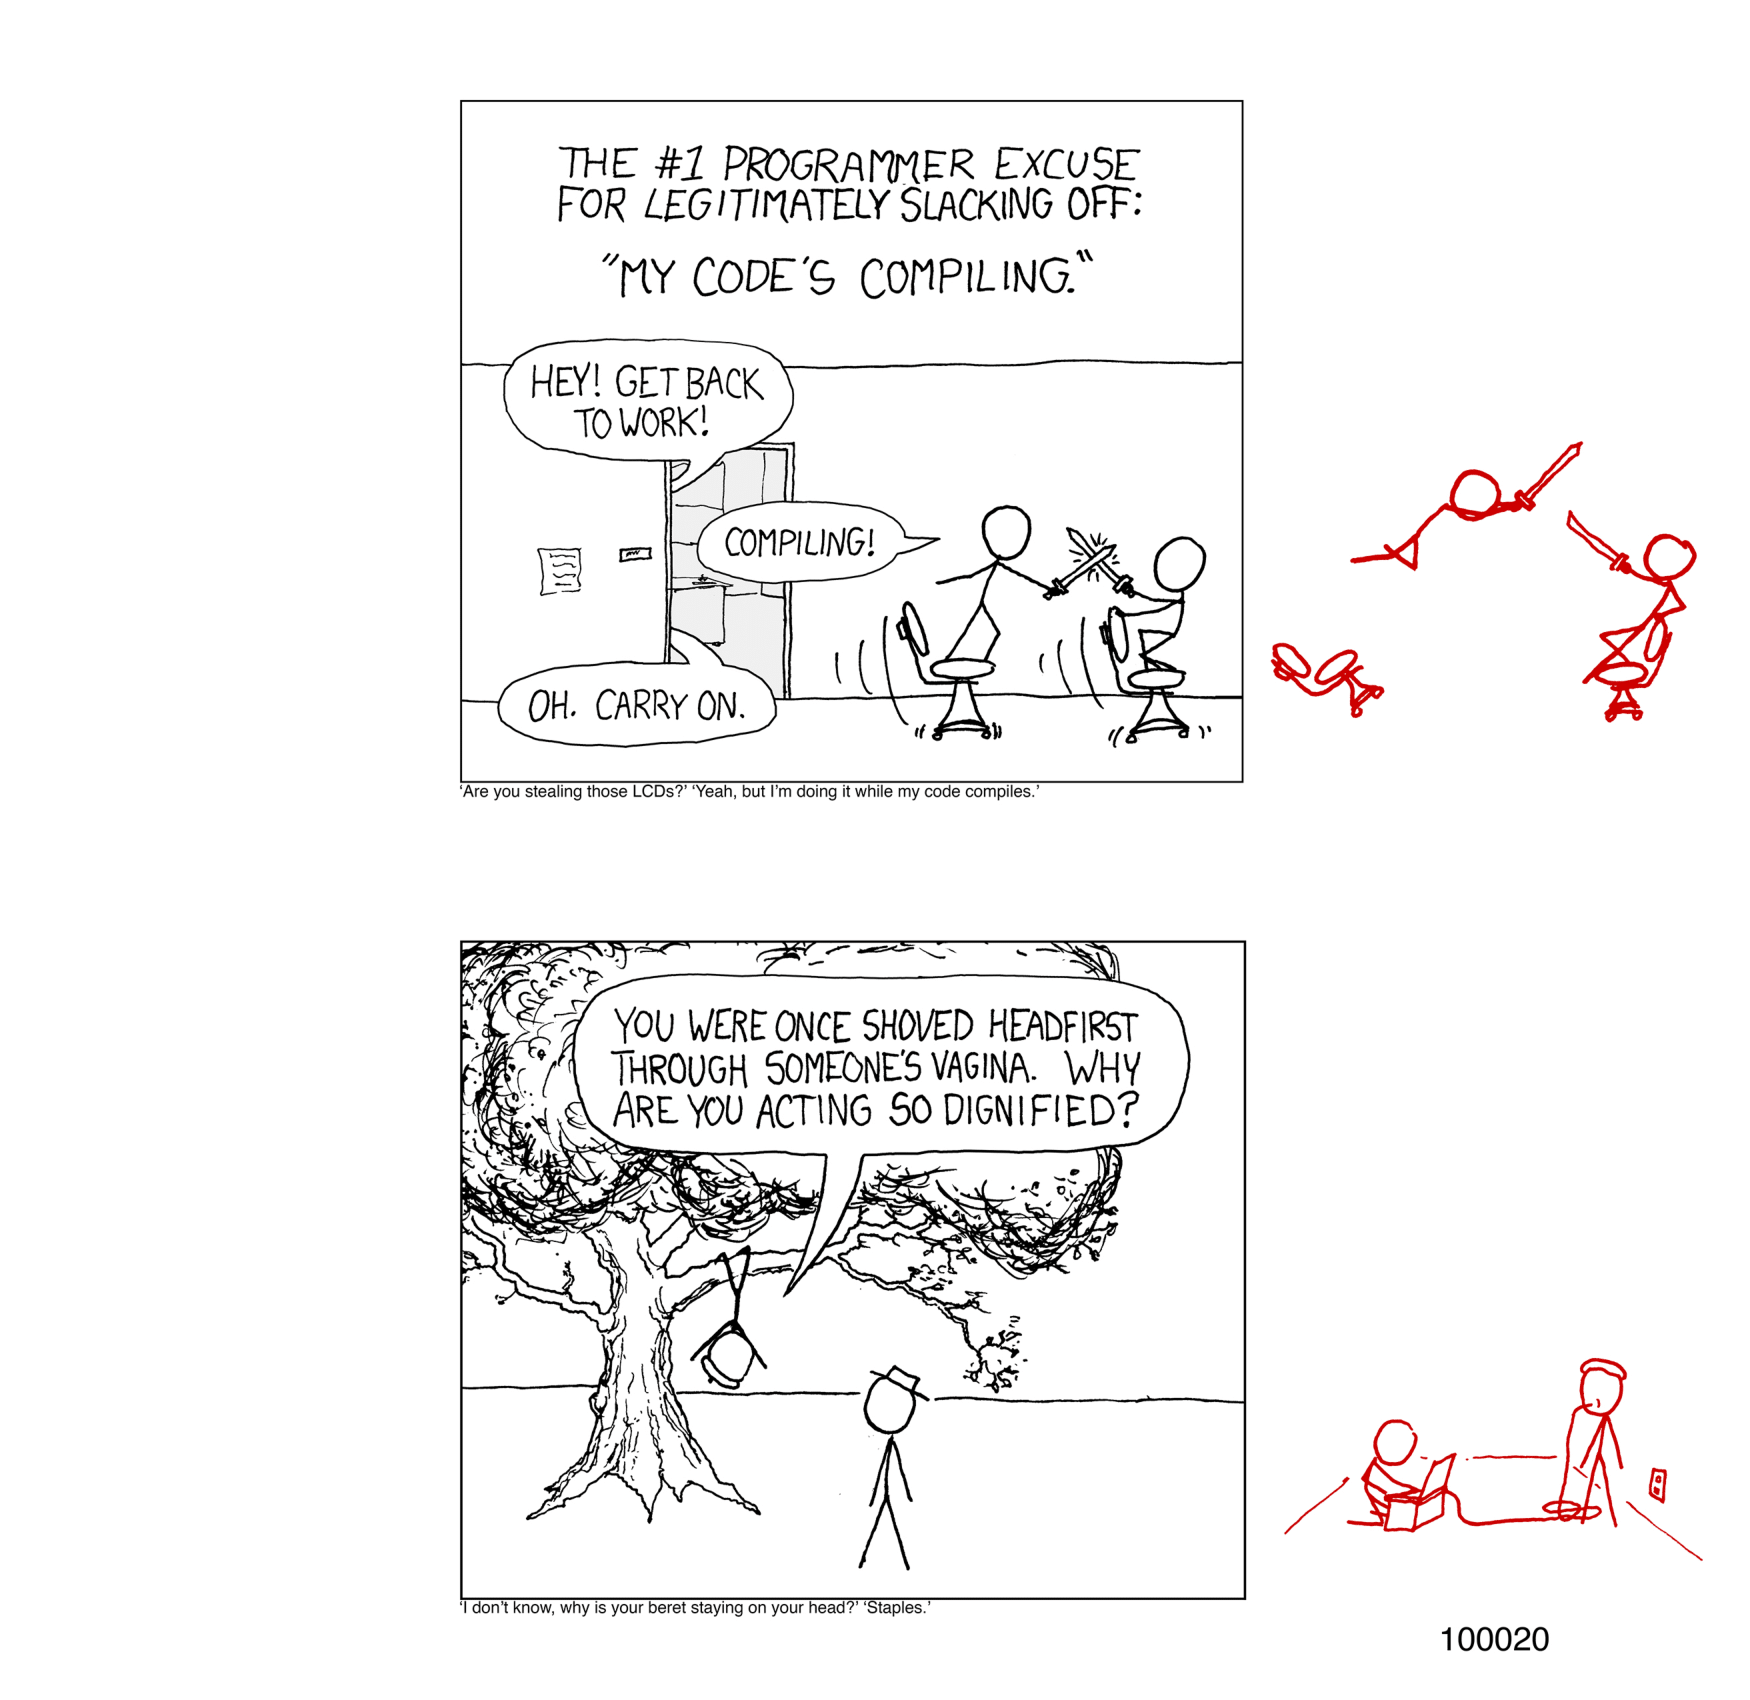 THE #1 PROGRAMMER EXCUSE
FOR LEGITIMATELY SLACKING OFF:
"MY CODE'S COMPILING."
HEY! GET BACK
TO WORK!
COMPILING!
OH. CARRY ON.
‘Are you stealing those LCDs?’ ‘Yeah, but I’m doing it while my code compiles.’
YOU WERE ONCE SHOVED HEADFIRST
THROUGH SOMEONE'S VAGINA. WHY
ARE YOU ACTING SO DIGNIFIED?
‘I don’t know, why is your beret staying on your head?’ ‘Staples.’
100020